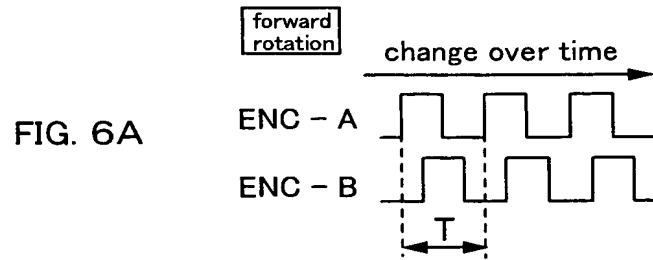 forward
rotation
change over time
ENC - A
FIG. 6A
ENC - B
T